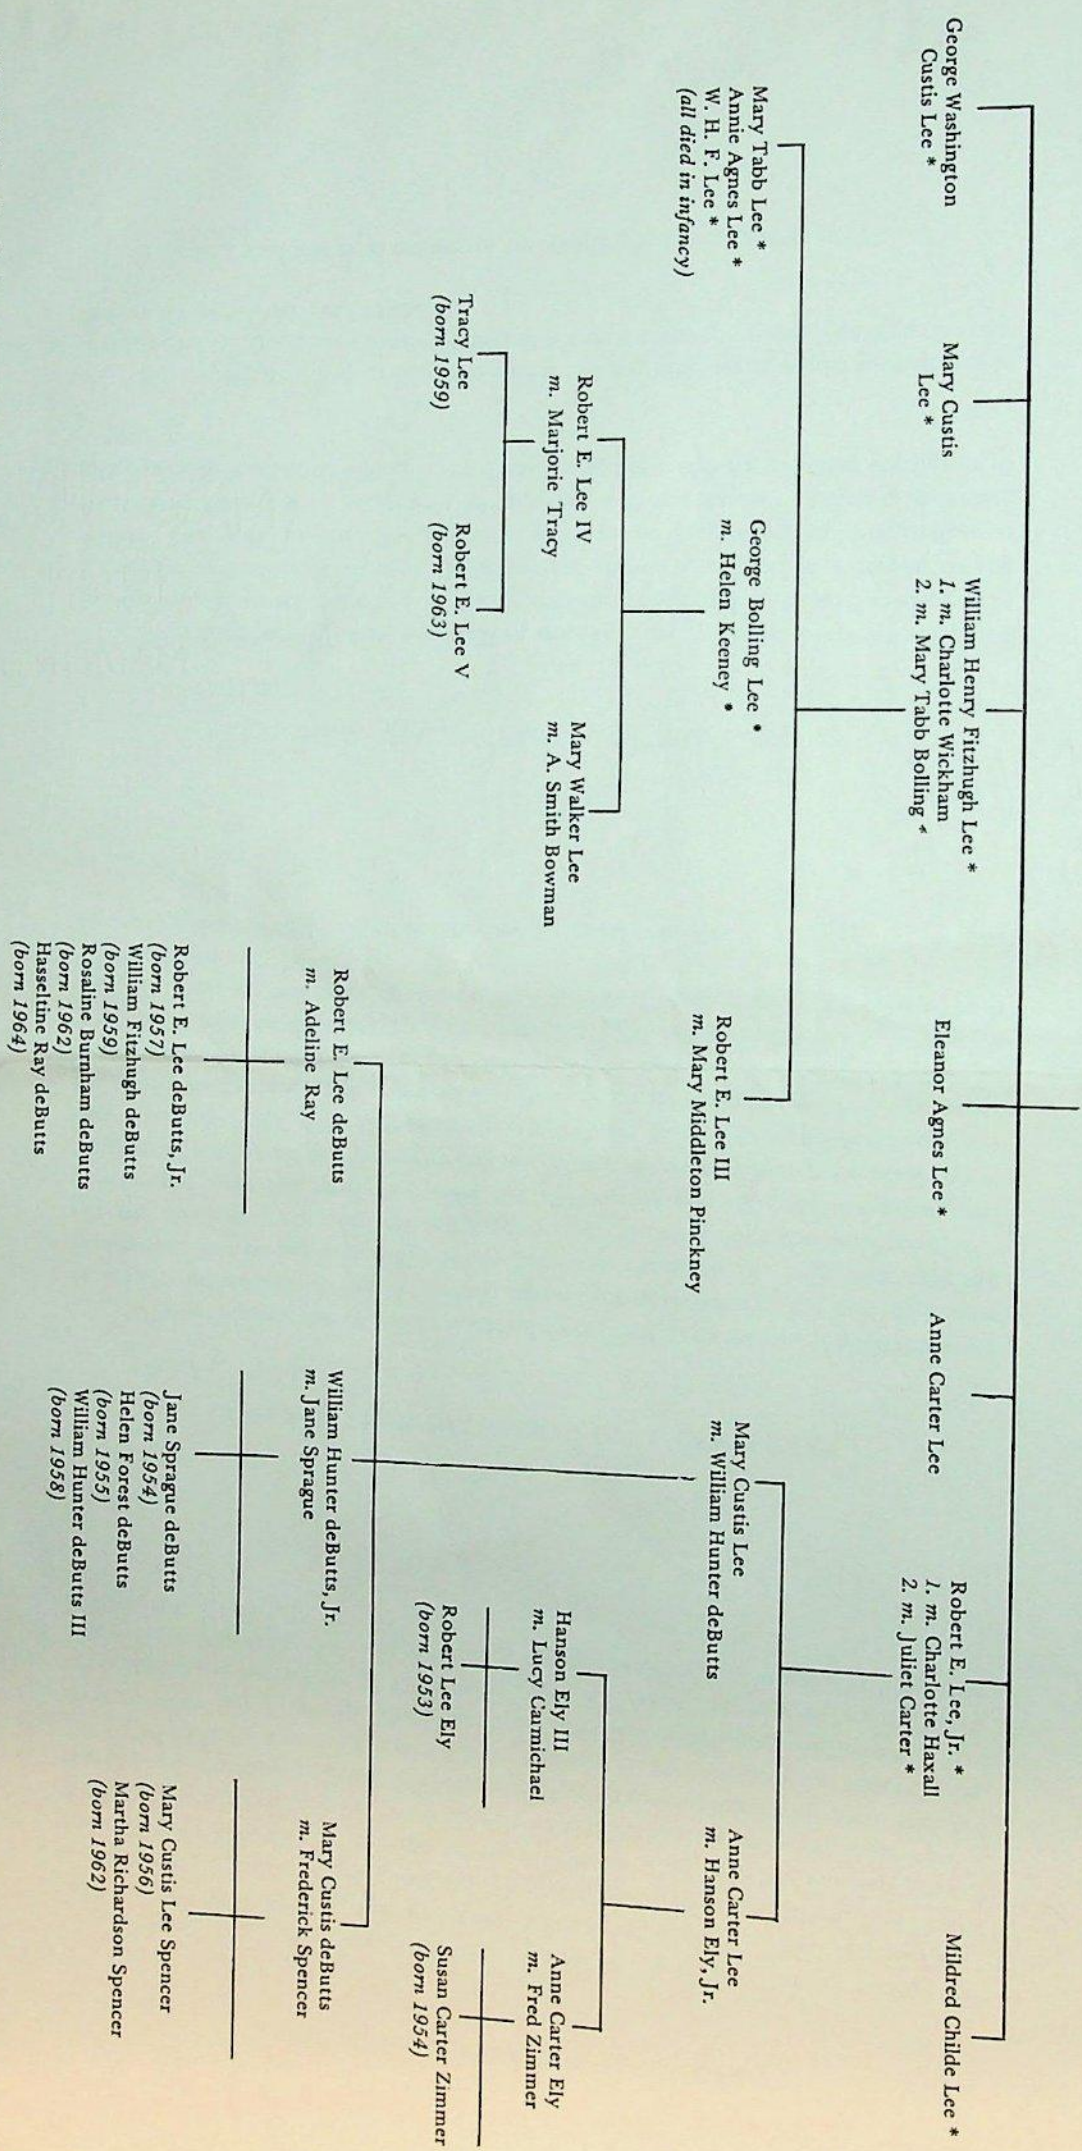 George Washington
Custis Lee *
Mary Custis
Lee *
William Henry Fitzhugh Lee *
1. m. Charlotte Wickham
2. m. Mary Tabb Bolling *
Eleanor Agnes Lee *
Anne Carter Lee
Robert E. Lee, Jr. *
1. m. Charlotte Haxall
2. m. Juliet Carter *
Mildred Childe Lee *
Mary Tabb Lee *
Annie Agnes Lee *
W. H. F. Lee *
(all died in infancy)
George Bolling Lee *
m. Helen Keeney *
Robert E. Lee III
m. Mary Middleton Pinckney
Mary Custis Lee
m. William Hunter deButts
Anne Carter Lee
m. Hanson Ely, Jr.
Robert E. Lee IV
m. Marjorie Tracy
Mary Walker Lee
m. A. Smith Bowman
Hanson Ely III
m. Lucy Carmichael
Anne Carter Ely
m. Fred Zimmer
Tracy Lee
(born 1959)
Robert E. Lee V
(born 1963)
Robert Lee Ely
(born 1953)
Susan Carter Zimmer
(born 1954)
Robert E. Lee deButts
m. Adeline Ray
William Hunter deButts, Jr.
m. Jane Sprague
Mary Custis deButts
m. Frederick Spencer
Robert E. Lee deButts, Jr.
(born 1957)
William Fitzhugh deButts
(born 1959)
Rosaline Burnham deButts
(born 1962)
Hasseltine Ray deButts
(born 1964)
Jane Sprague deButts
(born 1954)
Helen Forest deButts
(born 1955)
William Hunter deButts III
(born 1958)
Mary Custis Lee Spencer
(born 1956)
Martha Richardson Spencer
(born 1962)